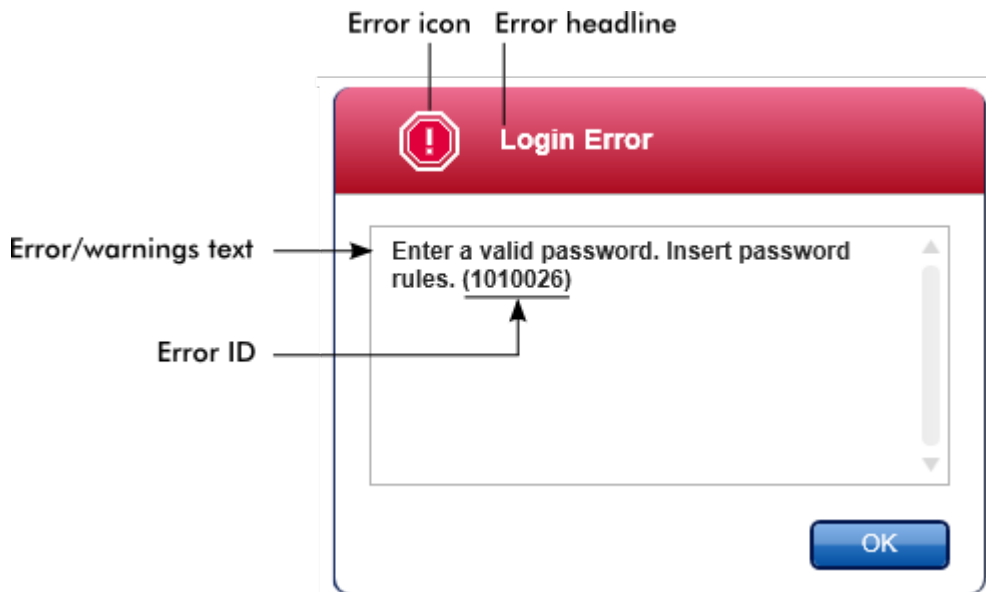 Error icon Error headline
Login Error
Error/warnings text
Enter a valid password. Insert password
rules. (1010026)
Error ID
OK